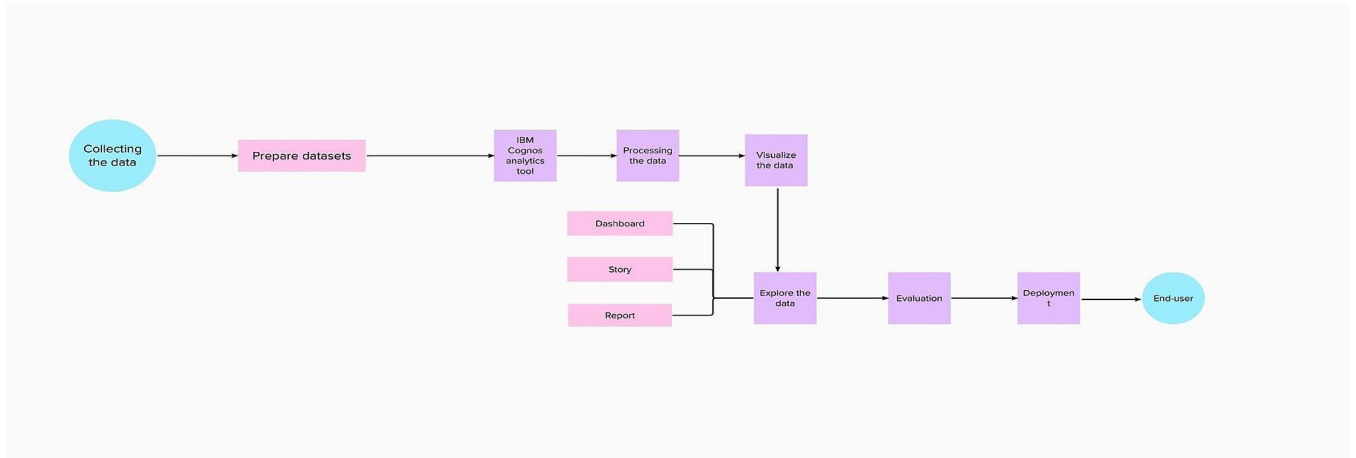 Collecting
the data
Prepare datasets
IBM
Cognos
analytics
tool
Processing
the data
Visualize
the data
Dashboard
Story
Report
Explore the
data
Evaluation
Deploymen
t
End-user